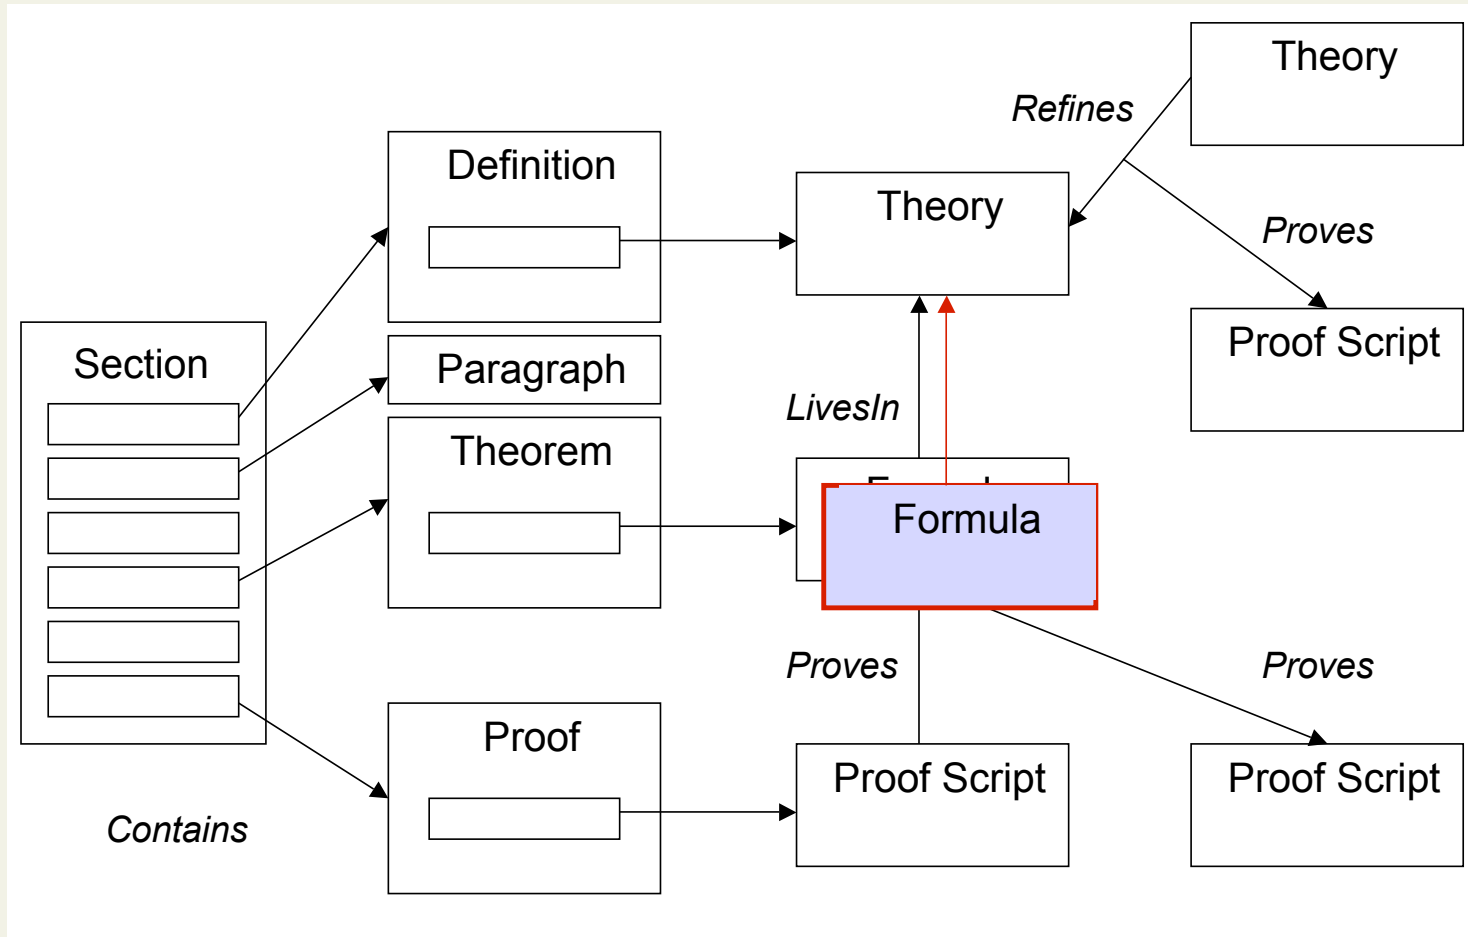 Theory
Refines
Definition
Theory
Proves
Section
Paragraph
Proof Script
LivesIn
Theorem
Formula
Proves
Proves
Proof
Proof Script
Proof Script
Contains